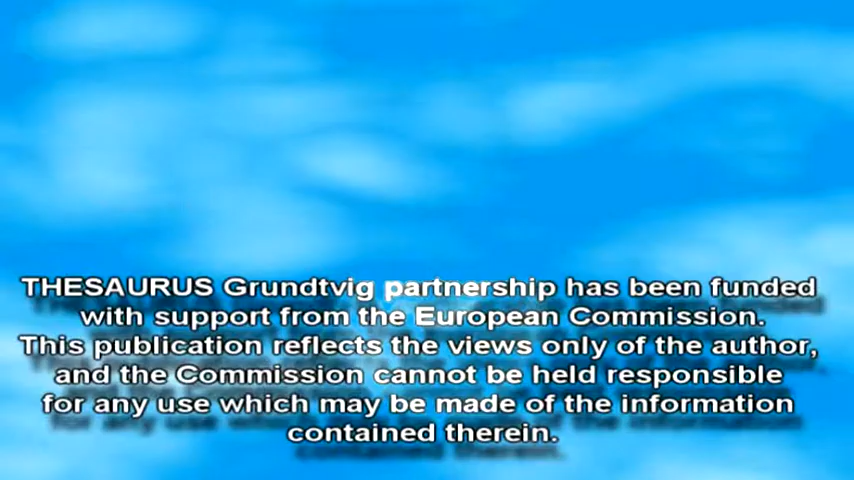 THESAURUS Grundtvig partnership has been funded
with support from the European Commission.
This publication reflects the views only of the author,
and the Commission cannot be held responsible
for any use which may be made of the information
contained therein.